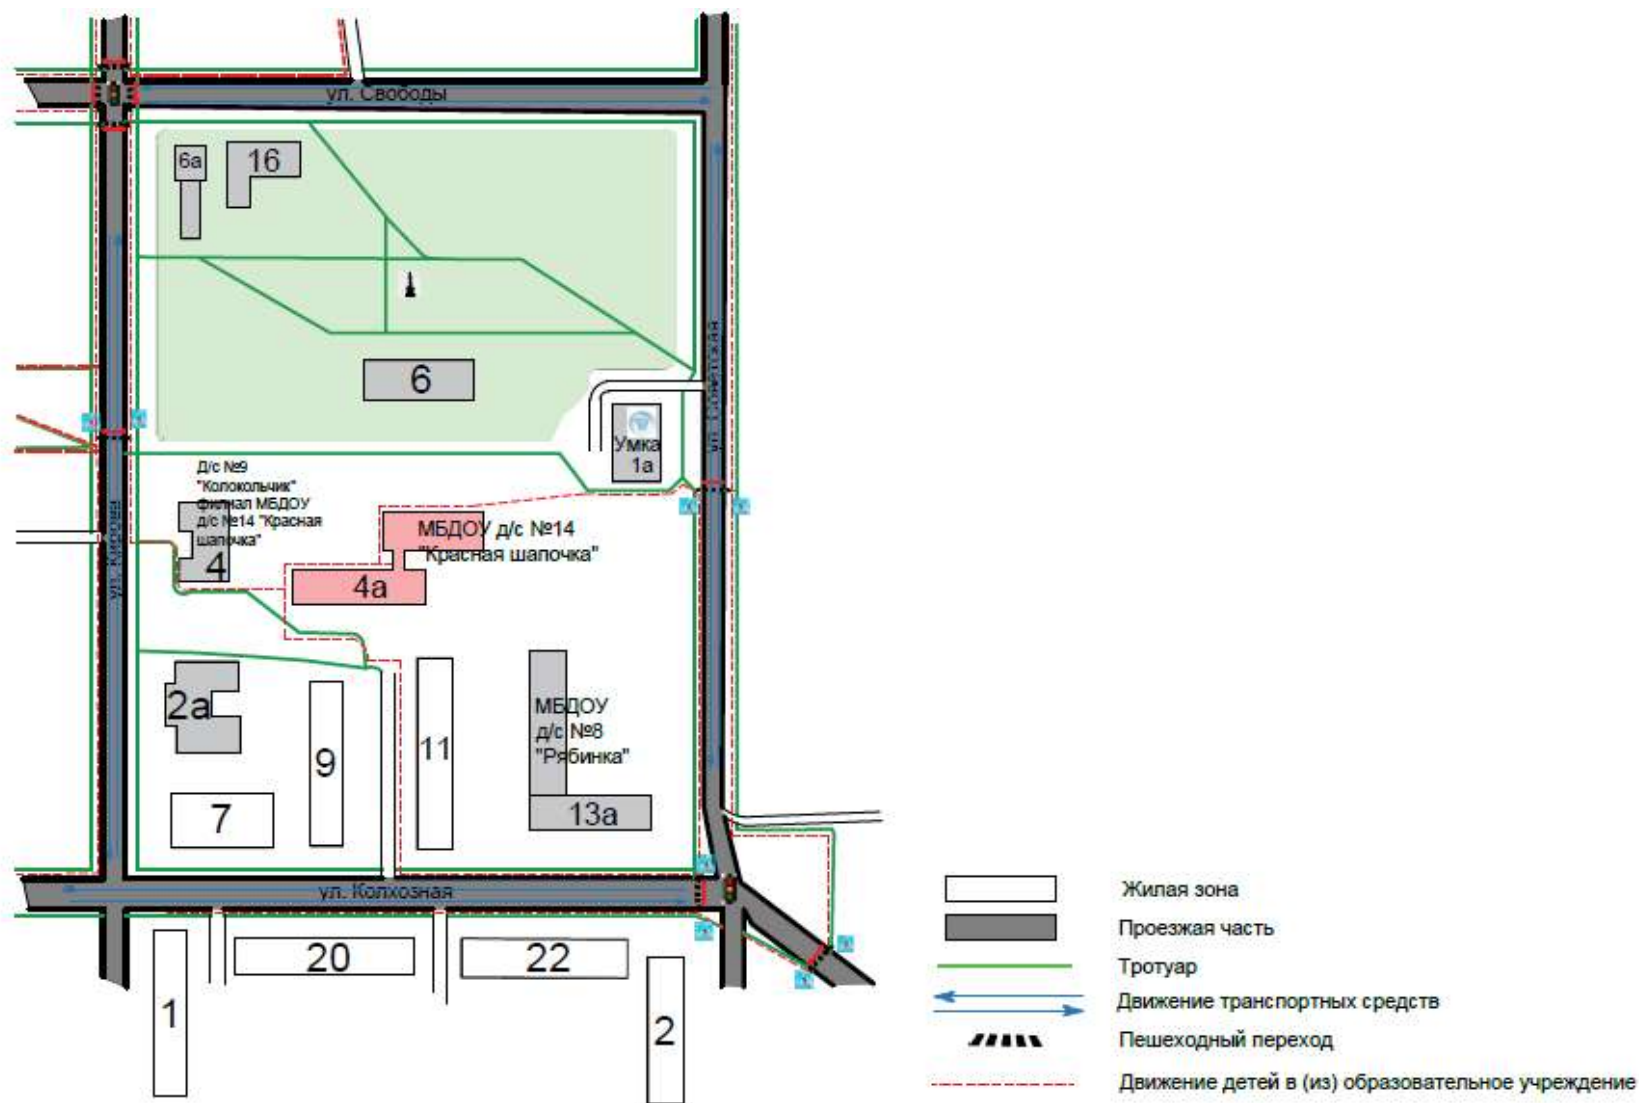 ул. Свободы
6а
16
6
ул. Советская
Умка
1а
Д/с №9
"Колокольчик"
филиал МБДОУ
д/с №14 "Красная
шапочка"
4
МБДОУ д/с №14
"Красная шапочка"
4а
ул. Кирова
2а
9
11
7
МБДОУ
д/с №8
"Рябинка"
13а
ул. Колхозная
20
22
1
2
Жилая зона
Проезжая часть
Тротуар
Движение транспортных средств
Пешеходный переход
Движение детей в (из) образовательное учреждение